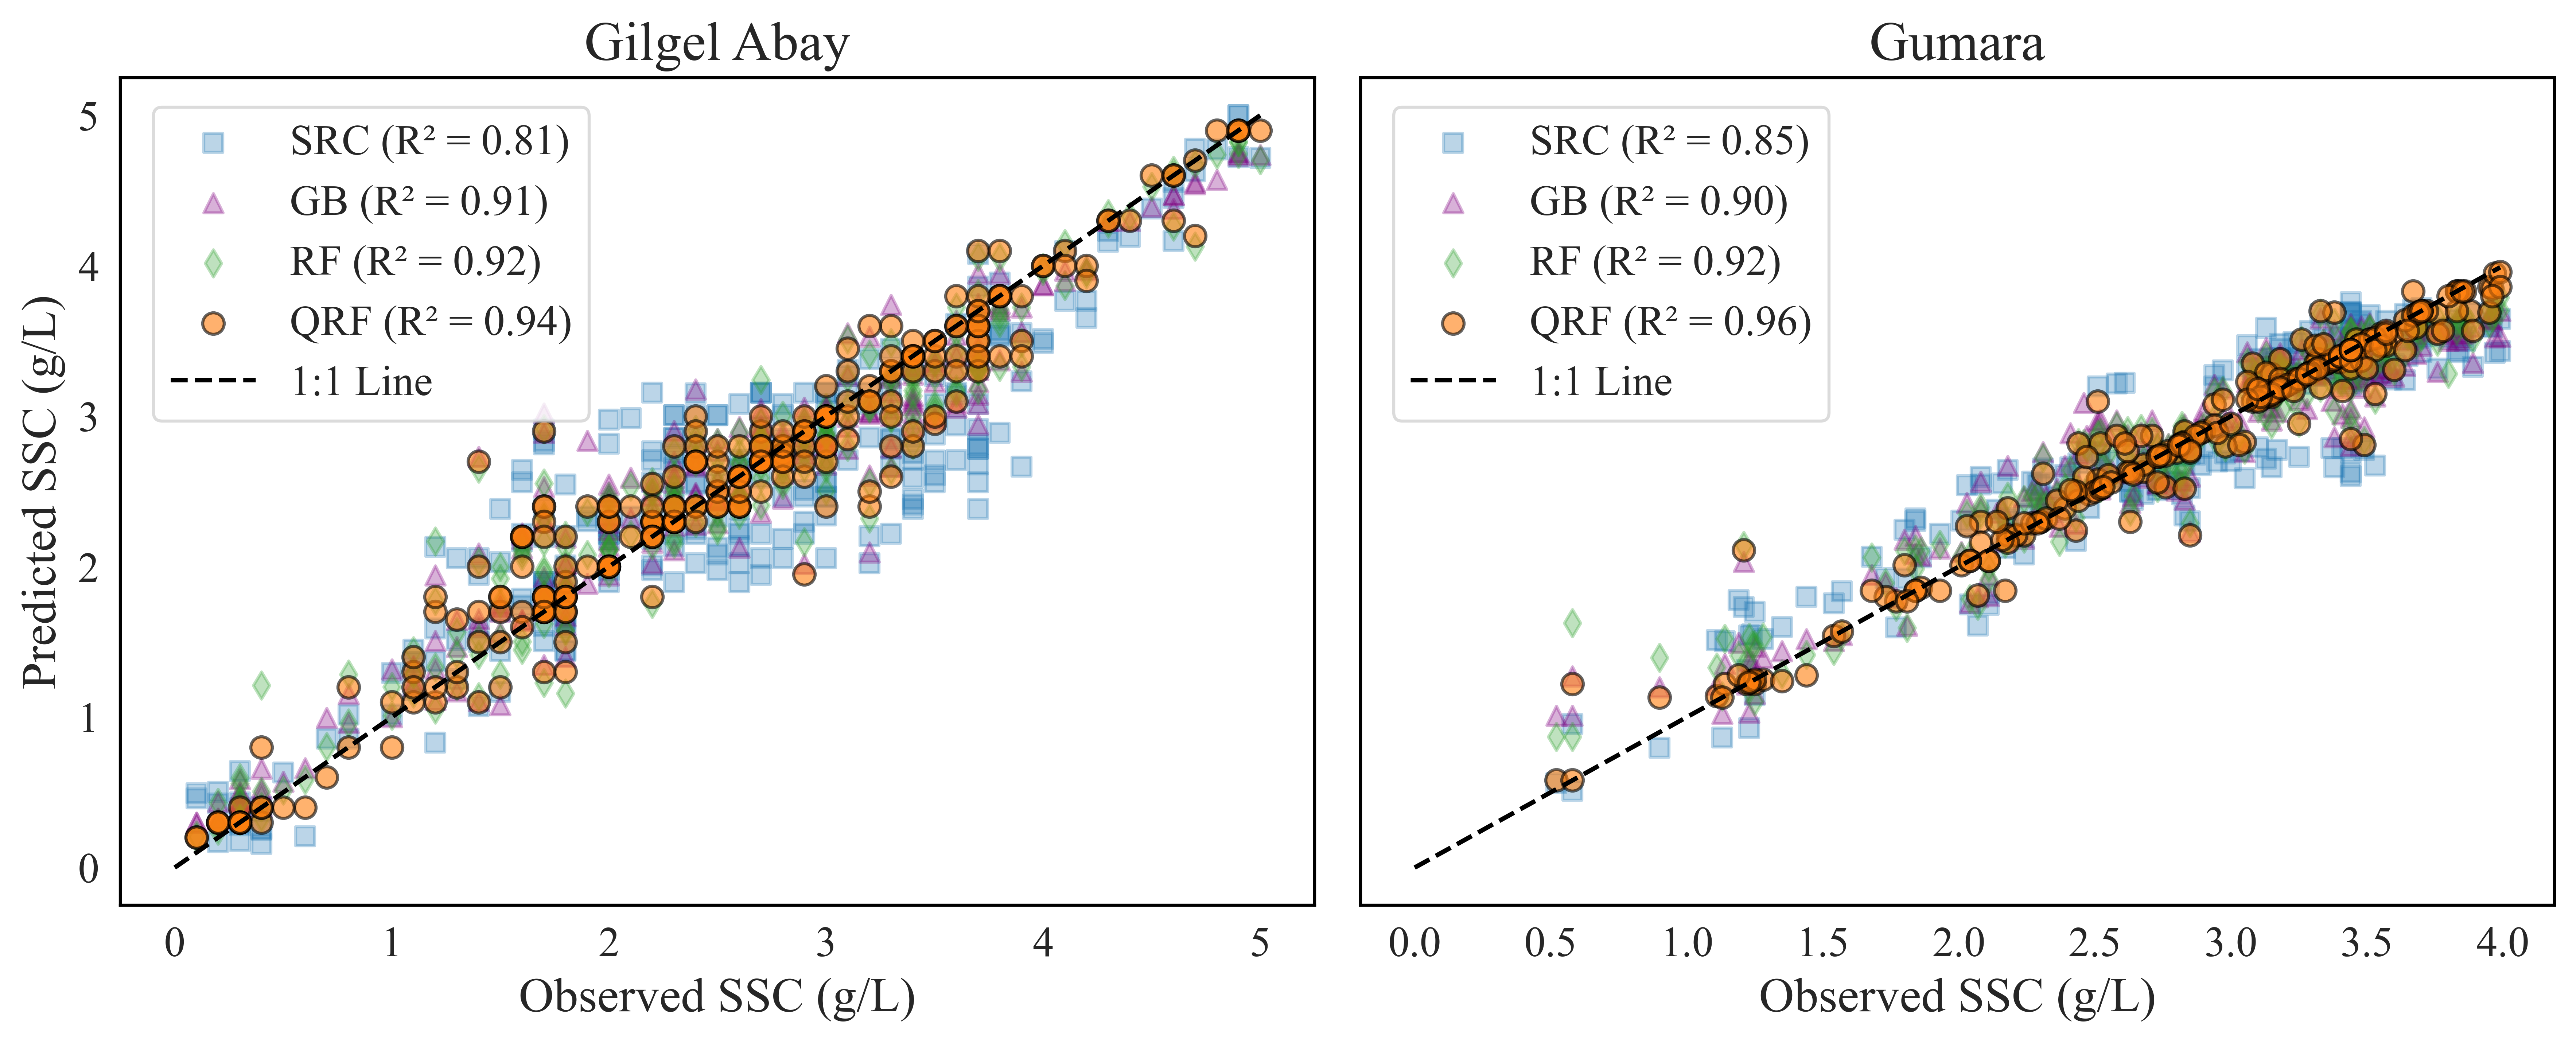 Gilgel Abay
SRC (R² = 0.81)
GB (R² = 0.91)
RF (R² = 0.92)
QRF (R² = 0.94)
1:1 Line
Predicted SSC (g/L)
5
4
3
2
1
0
0 1 2 3 4 5
Observed SSC (g/L)
Gumara
SRC (R² = 0.85)
GB (R² = 0.90)
RF (R² = 0.92)
QRF (R² = 0.96)
1:1 Line
0.0 0.5 1.0 1.5 2.0 2.5 3.0 3.5 4.0
Observed SSC (g/L)